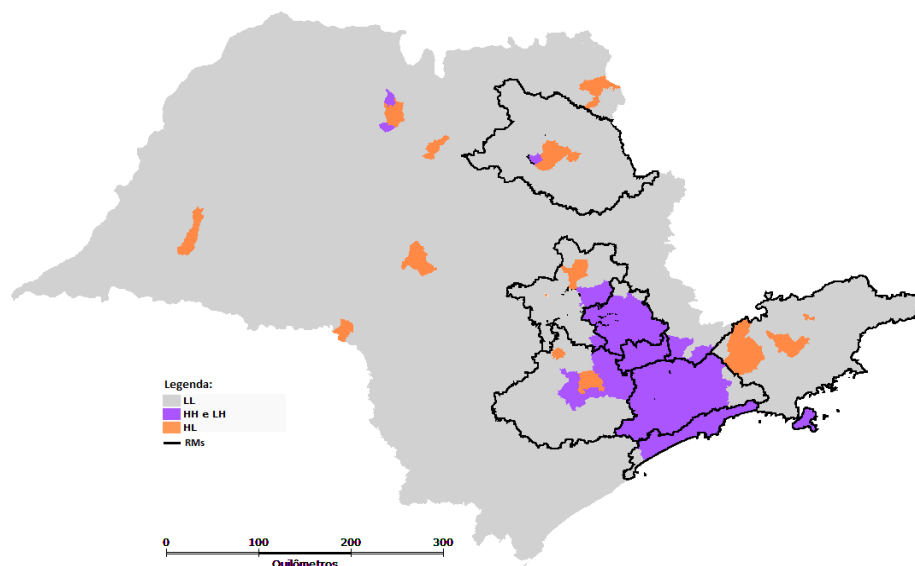 Legenda:
LL
HH e LH
HL
RMs
0 100 200 300
Quilômetros